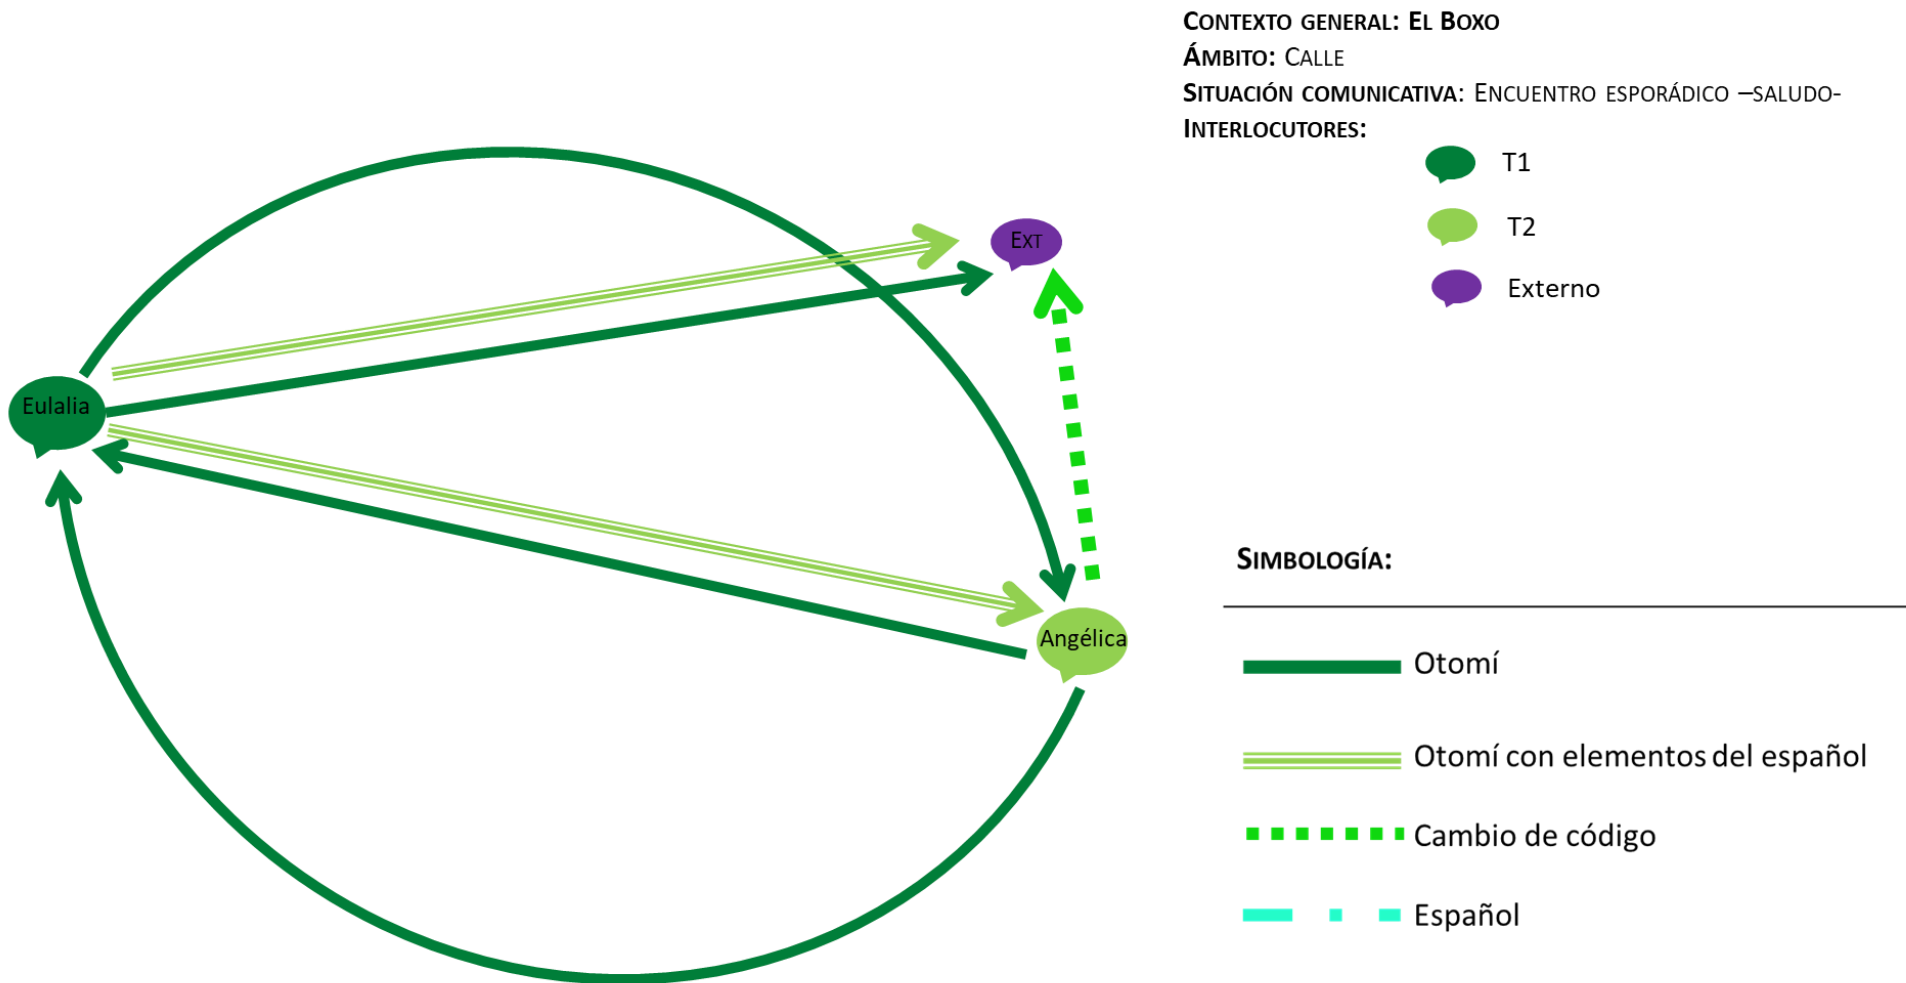 CONTEXTO GENERAL: EL BOXO
ÁMBITO: CALLE
SITUACIÓN COMUNICATIVA: ENCUENTRO ESPORÁDICO –SALUDO-
INTERLOCUTORES:
T1
T2
Externo
EXT
Eulalia
Angélica
SIMBOLOGÍA:
Otomí
Otomí con elementos del español
Cambio de código
Español